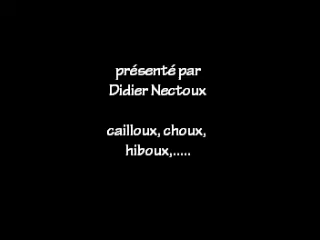 présenté par
Didier Nectoux
cailloux, choux,
hiboux,.....